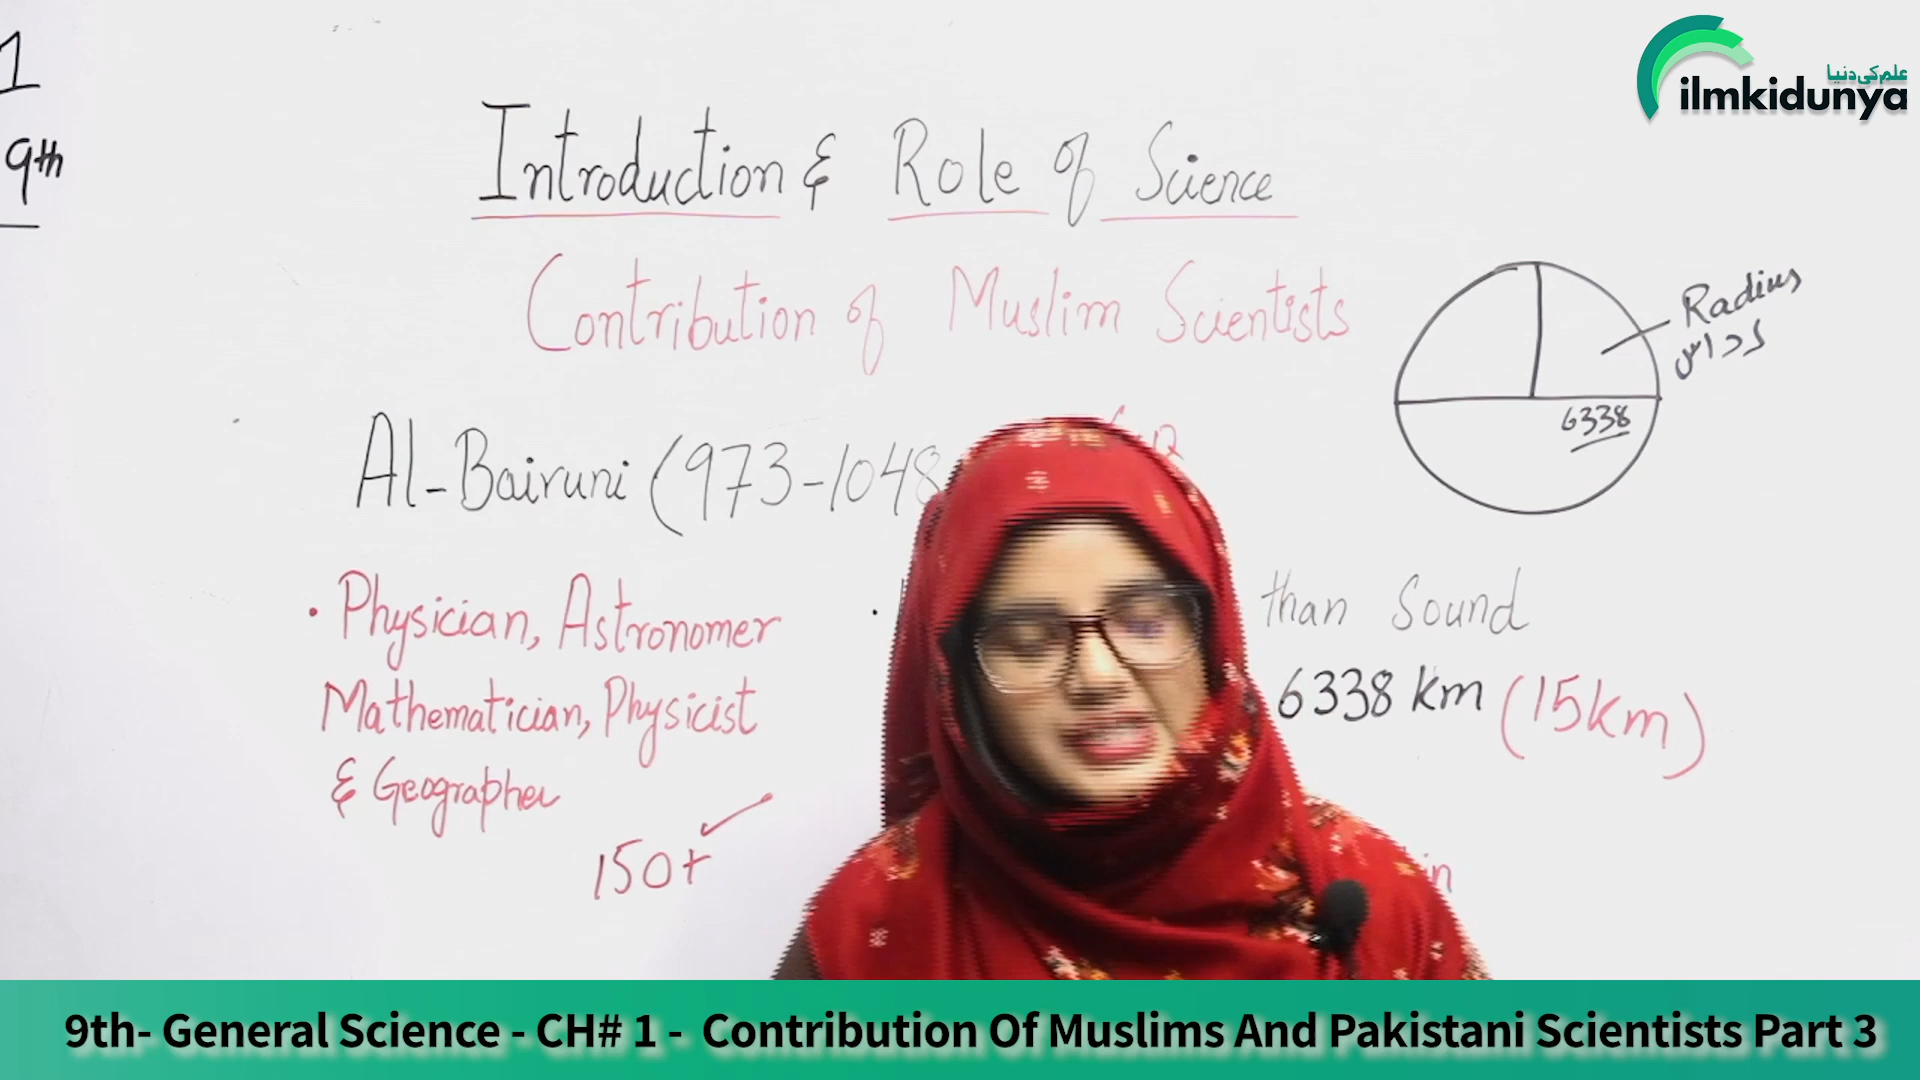 1
9th
علم کی دنیا
ilmkidunya
Introduction & Role of Science
Contribution of Muslim Scientists
Radius
6338
Al-Bairuni (973-1048
• Physician, Astronomer
Mathematician, Physicist
& Geographer
150+
than Sound
6338 km (15km)
in
9th- General Science - CH# 1 - Contribution Of Muslims And Pakistani Scientists Part 3